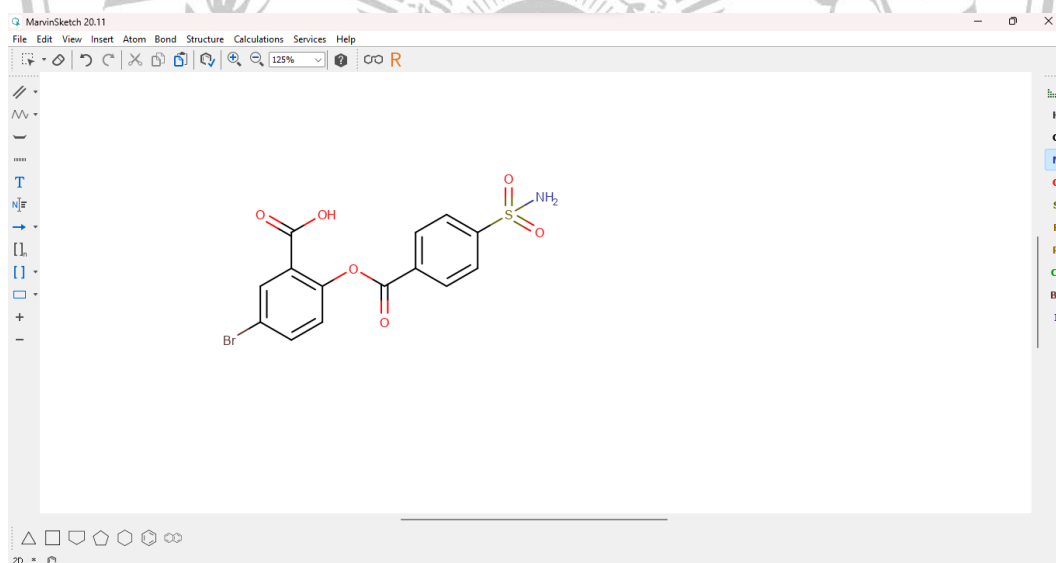 MarvinSketch 20.11
File Edit View Insert Atom Bond Structure Calculations Services Help
125%
R
T
N
O
NH2
O
OH
S
O
O
O
Br
2D